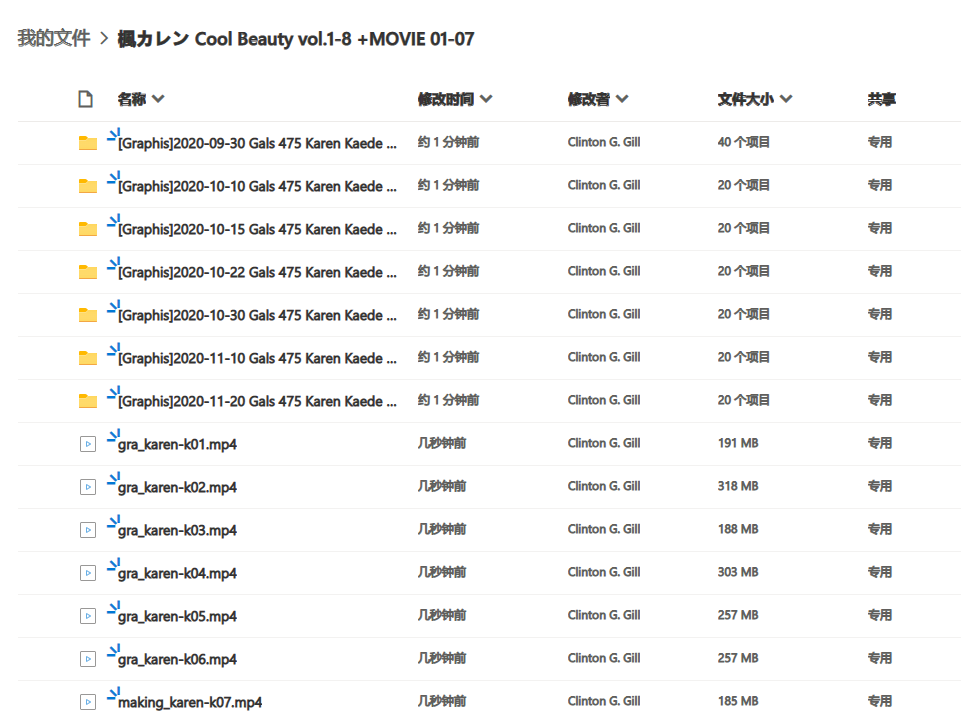 我的文件 > 楓カレン Cool Beauty vol.1-8 +MOVIE 01-07
名称 修改时间 修改者 文件大小 共享
[Graphis]2020-09-30 Gals 475 Karen Kaede ... 约 1 分钟前 Clinton G. Gill 40 个项目 专用
[Graphis]2020-10-10 Gals 475 Karen Kaede ... 约 1 分钟前 Clinton G. Gill 20 个项目 专用
[Graphis]2020-10-15 Gals 475 Karen Kaede ... 约 1 分钟前 Clinton G. Gill 20 个项目 专用
[Graphis]2020-10-22 Gals 475 Karen Kaede ... 约 1 分钟前 Clinton G. Gill 20 个项目 专用
[Graphis]2020-10-30 Gals 475 Karen Kaede ... 约 1 分钟前 Clinton G. Gill 20 个项目 专用
[Graphis]2020-11-10 Gals 475 Karen Kaede ... 约 1 分钟前 Clinton G. Gill 20 个项目 专用
[Graphis]2020-11-20 Gals 475 Karen Kaede ... 约 1 分钟前 Clinton G. Gill 20 个项目 专用
gra_karen-k01.mp4 几秒钟前 Clinton G. Gill 191 MB 专用
gra_karen-k02.mp4 几秒钟前 Clinton G. Gill 318 MB 专用
gra_karen-k03.mp4 几秒钟前 Clinton G. Gill 188 MB 专用
gra_karen-k04.mp4 几秒钟前 Clinton G. Gill 303 MB 专用
gra_karen-k05.mp4 几秒钟前 Clinton G. Gill 257 MB 专用
gra_karen-k06.mp4 几秒钟前 Clinton G. Gill 257 MB 专用
making_karen-k07.mp4 几秒钟前 Clinton G. Gill 185 MB 专用